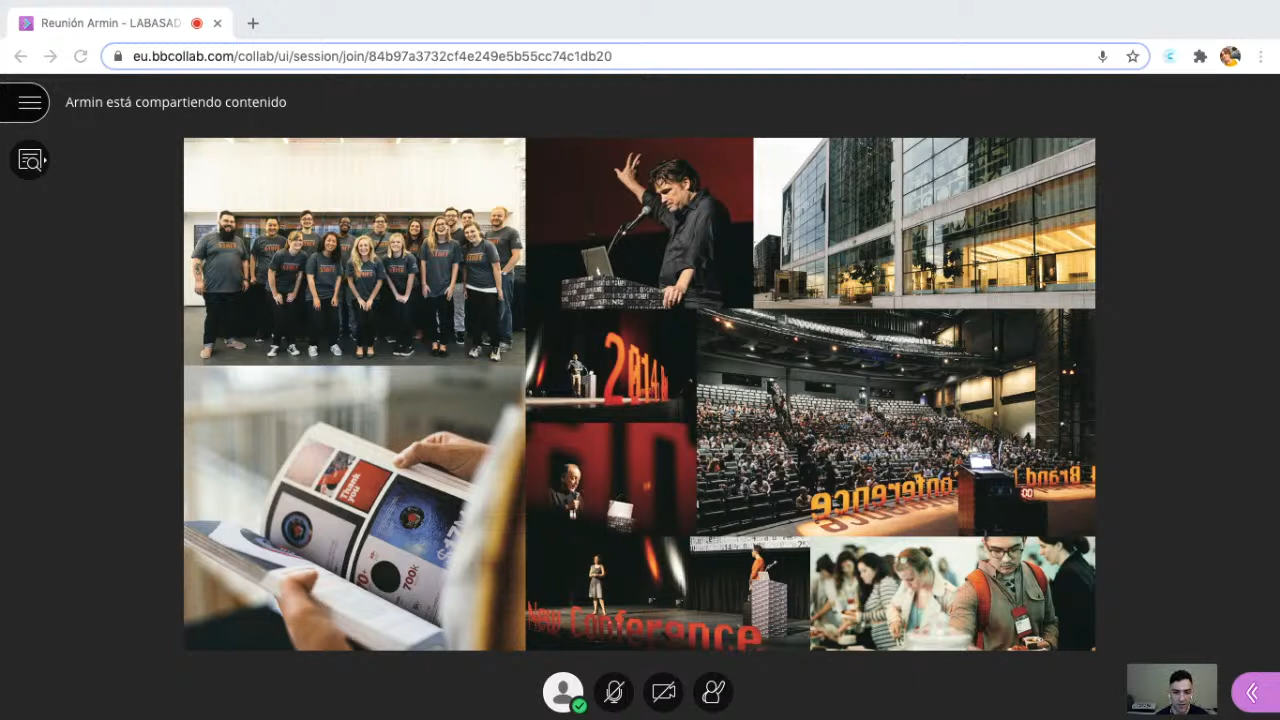 Reunión Armin - LABASAD
eu.bbcollab.com/collab/ui/session/join/84b97a3732cf4e249e5b55cc74c1db20
Armin está compartiendo contenido
2014
Thank
you
700K
onference
Brand
New Conference